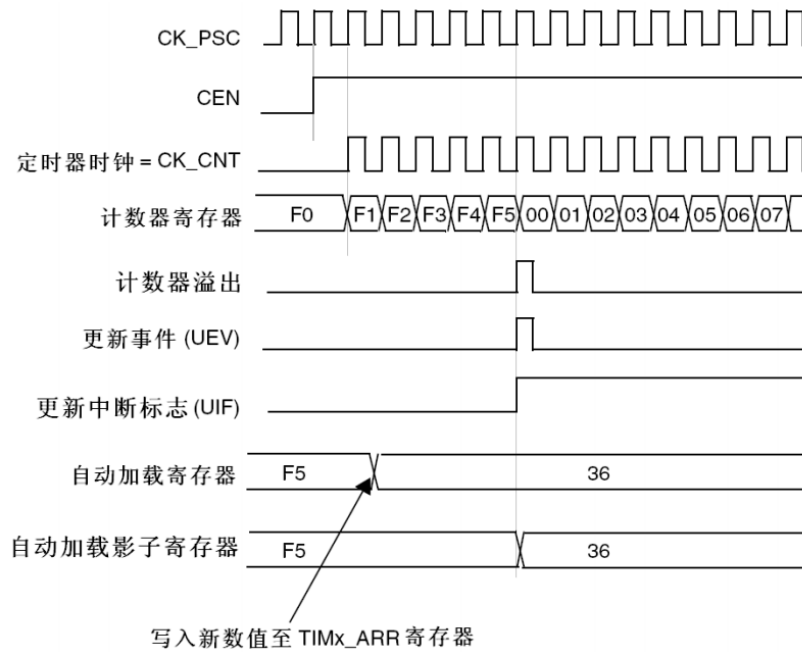 CK_PSC
CEN
定时器时钟 = CK_CNT
计数器寄存器 F0 F1 F2 F3 F4 F5 00 01 02 03 04 05 06 07
计数器溢出
更新事件 (UEV)
更新中断标志 (UIF)
自动加载寄存器 F5 36
自动加载影子寄存器 F5 36
写入新数值至 TIMx_ARR 寄存器